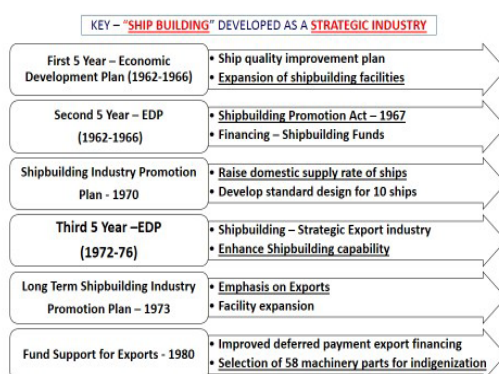 KEY – "SHIP BUILDING" DEVELOPED AS A STRATEGIC INDUSTRY
First 5 Year – Economic
Development Plan (1962-1966)
• Ship quality improvement plan
• Expansion of shipbuilding facilities
Second 5 Year – EDP
(1962-1966)
• Shipbuilding Promotion Act – 1967
• Financing – Shipbuilding Funds
Shipbuilding Industry Promotion
Plan - 1970
• Raise domestic supply rate of ships
• Develop standard design for 10 ships
Third 5 Year –EDP
(1972-76)
• Shipbuilding – Strategic Export industry
• Enhance Shipbuilding capability
Long Term Shipbuilding Industry
Promotion Plan – 1973
• Emphasis on Exports
• Facility expansion
Fund Support for Exports - 1980
• Improved deferred payment export financing
• Selection of 58 machinery parts for indigenization